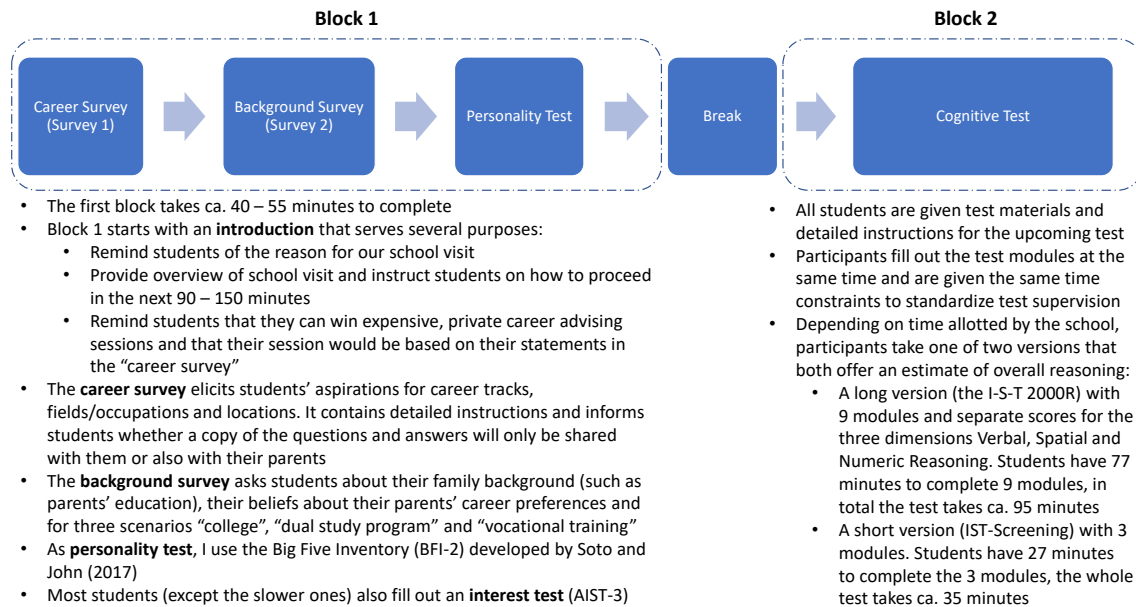 Block 1
Block 2
Career Survey
(Survey 1)
Background Survey
(Survey 2)
Personality Test
Break
Cognitive Test
• The first block takes ca. 40 – 55 minutes to complete
• Block 1 starts with an introduction that serves several purposes:
• Remind students of the reason for our school visit
• Provide overview of school visit and instruct students on how to proceed
in the next 90 – 150 minutes
• Remind students that they can win expensive, private career advising
sessions and that their session would be based on their statements in
the “career survey”
• The career survey elicits students’ aspirations for career tracks,
fields/occupations and locations. It contains detailed instructions and informs
students whether a copy of the questions and answers will only be shared
with them or also with their parents
• The background survey asks students about their family background (such as
parents’ education), their beliefs about their parents’ career preferences and
for three scenarios “college”, “dual study program” and “vocational training”
• As personality test, I use the Big Five Inventory (BFI-2) developed by Soto and
John (2017)
• Most students (except the slower ones) also fill out an interest test (AIST-3)
• All students are given test materials and
detailed instructions for the upcoming test
• Participants fill out the test modules at the
same time and are given the same time
constraints to standardize test supervision
• Depending on time allotted by the school,
participants take one of two versions that
both offer an estimate of overall reasoning:
• A long version (the I-S-T 2000R) with
9 modules and separate scores for the
three dimensions Verbal, Spatial and
Numeric Reasoning. Students have 77
minutes to complete 9 modules, in
total the test takes ca. 95 minutes
• A short version (IST-Screening) with 3
modules. Students have 27 minutes
to complete the 3 modules, the whole
test takes ca. 35 minutes